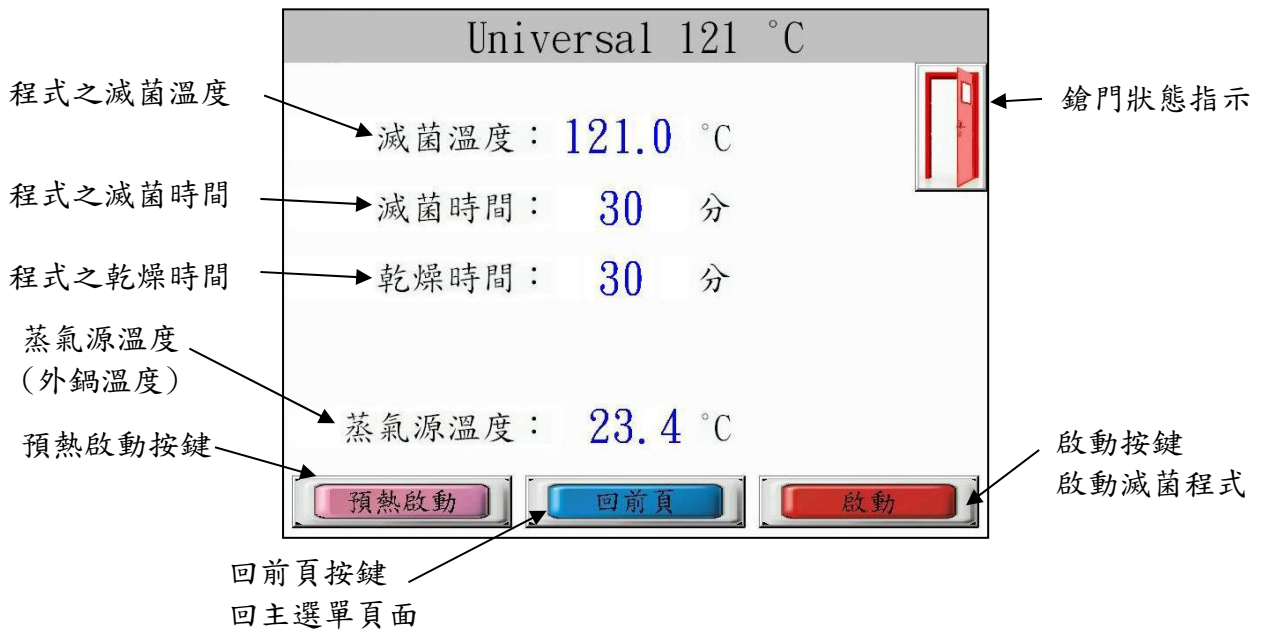 Universal 121 °C
程式之滅菌溫度
鎗門狀態指示
滅菌溫度： 121.0 °C
程式之滅菌時間
滅菌時間： 30 分
程式之乾燥時間
乾燥時間： 30 分
蒸氣源溫度
（外鍋溫度）
蒸氣源溫度： 23.4 °C
預熱啟動按鍵
啟動按鍵
啟動滅菌程式
預熱啟動
回前頁
啟動
回前頁按鍵
回主選單頁面